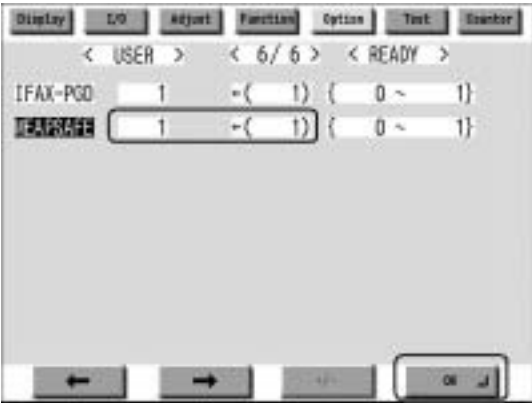 Display I/O Adjust Function Option Test Counter
< USER > < 6/ 6 > < READY >
IFAX-PGD 1 ←( 1) { 0 ~ 1}
MEAPSAFE 1 ←( 1) { 0 ~ 1}
← → +/- OK ↵